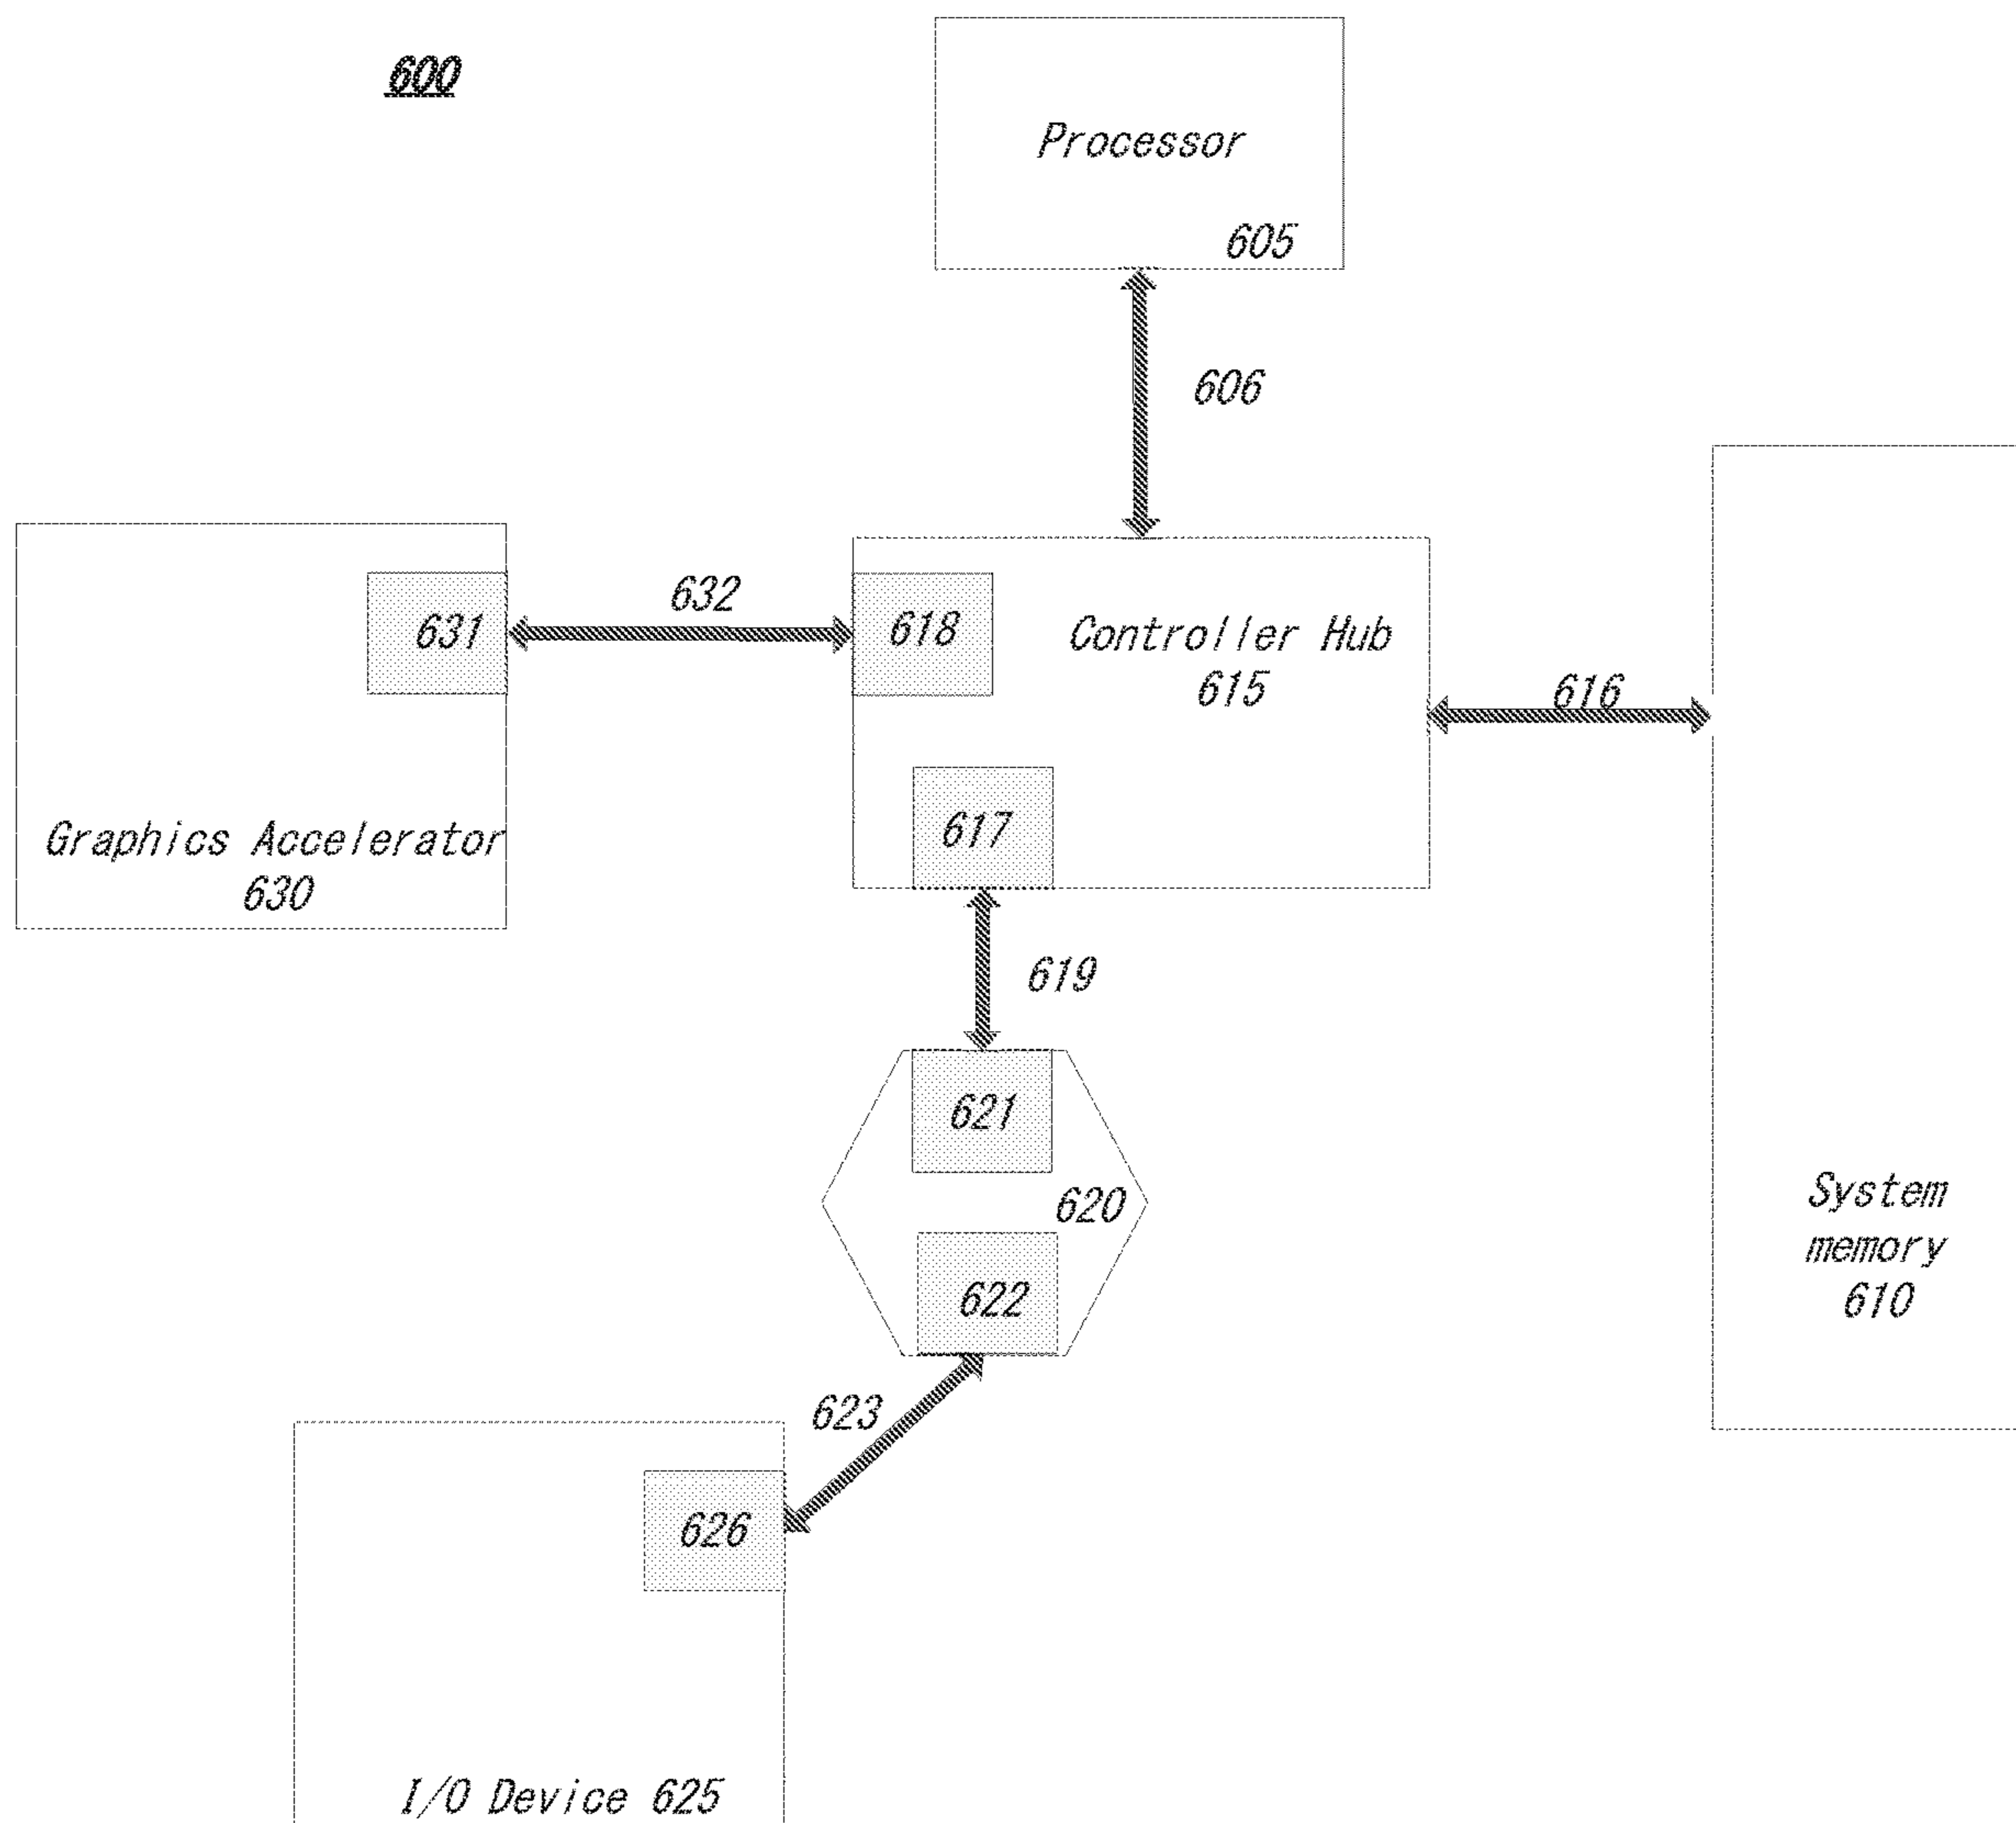 600
Processor
605
606
631
632
618
Controller Hub
615
616
Graphics Accelerator
630
617
619
621
620
622
System
memory
610
623
626
I/O Device 625